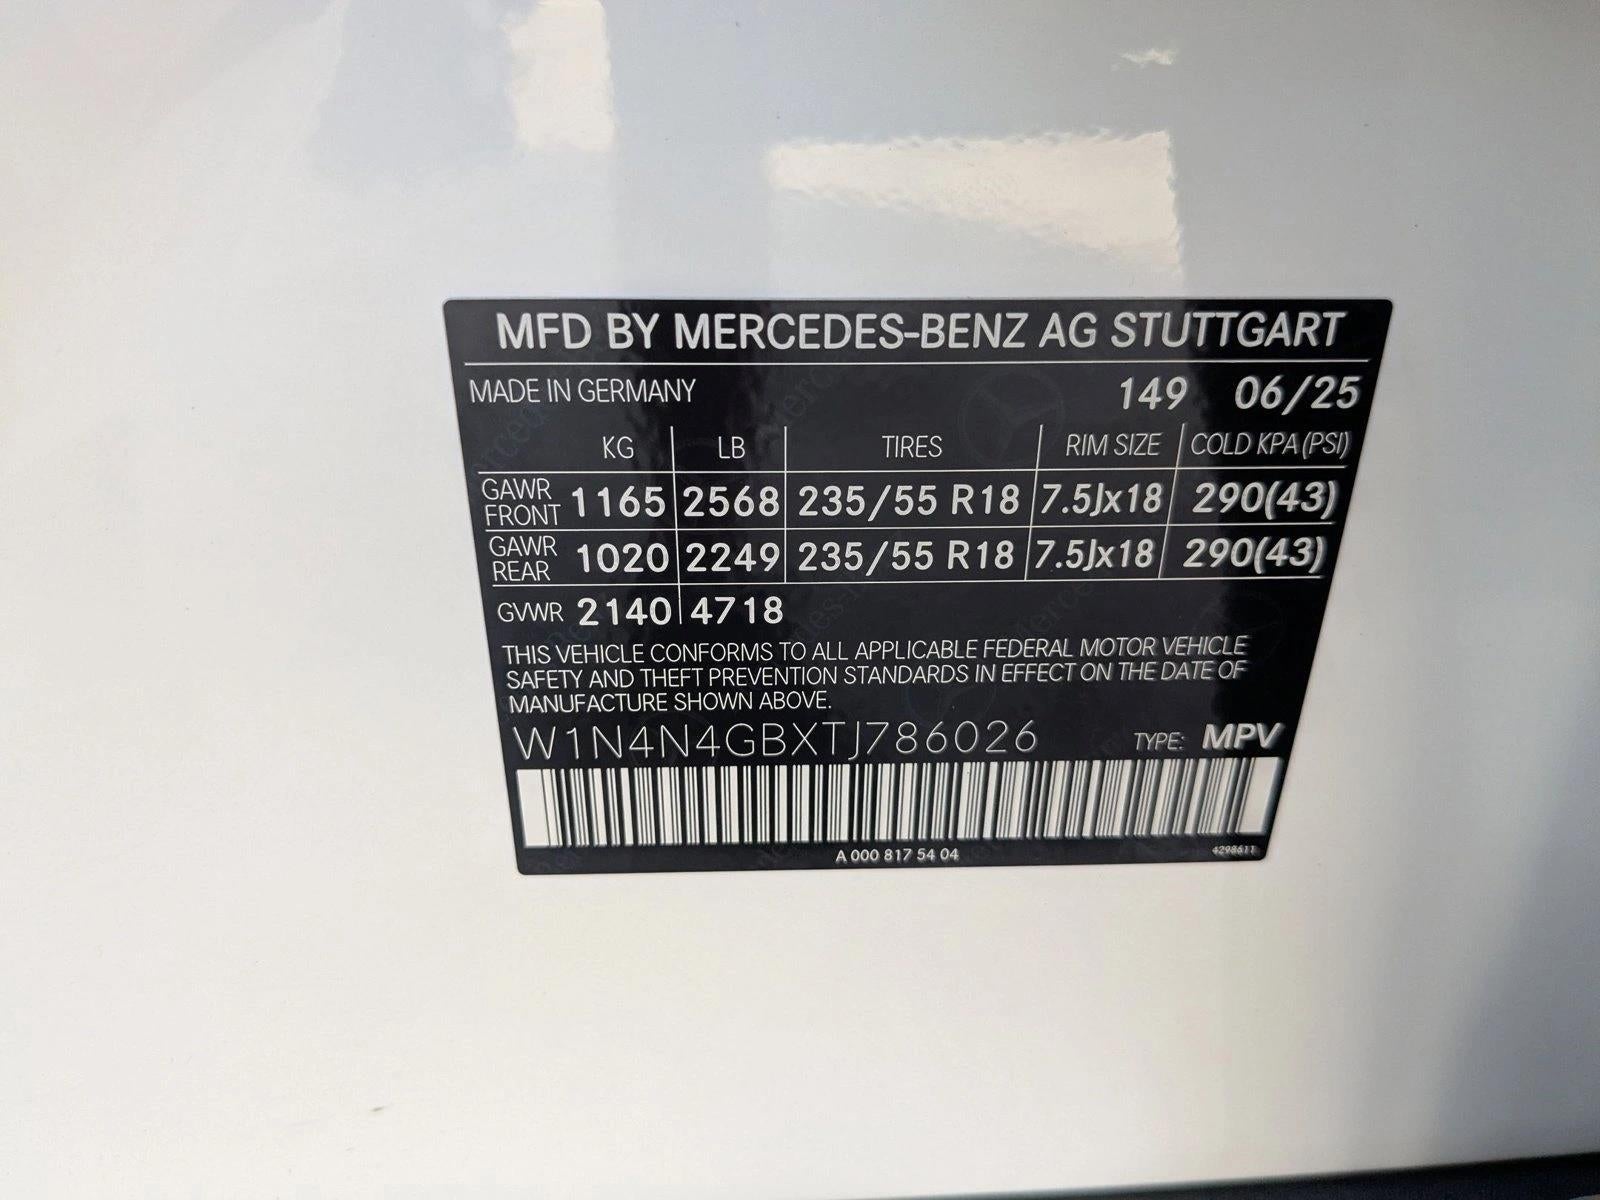 MFD BY MERCEDES-BENZ AG STUTTGART
MADE IN GERMANY 149 06/25
KG LB TIRES RIM SIZE COLD KPA(PSI)
GAWR FRONT 1165 2568 235/55 R18 7.5Jx18 290(43)
GAWR REAR 1020 2249 235/55 R18 7.5Jx18 290(43)
GVWR 2140 4718
THIS VEHICLE CONFORMS TO ALL APPLICABLE FEDERAL MOTOR VEHICLE
SAFETY AND THEFT PREVENTION STANDARDS IN EFFECT ON THE DATE OF
MANUFACTURE SHOWN ABOVE.
W1N4N4GBXTJ786026 TYPE: MPV
A 000 817 54 04 4298611